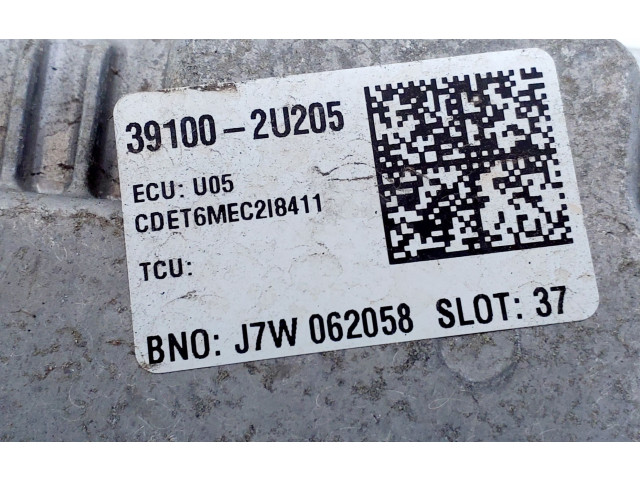 39100-2U205
ECU: U05
CDET6MEC2I8411
TCU:
BNO: J7W 062058 SLOT: 37